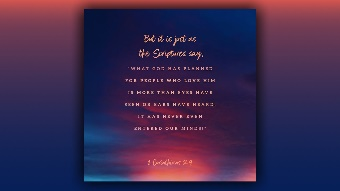 But it is just as
the Scriptures say,
"WHAT GOD HAS PLANNED
FOR PEOPLE WHO LOVE HIM
IS MORE THAN EYES HAVE
SEEN OR EARS HAVE HEARD.
IT HAS NEVER EVEN
ENTERED OUR MINDS!"
1 Corinthians 2:9